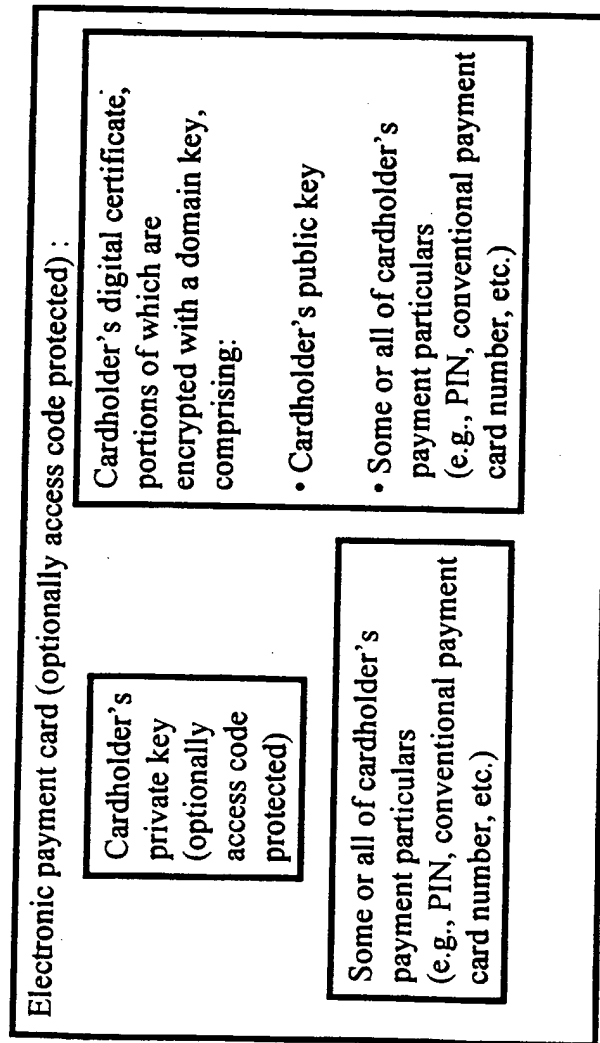 Electronic payment card (optionally access code protected) :
Cardholder's
private key
(optionally
access code
protected)
Some or all of cardholder's
payment particulars
(e.g., PIN, conventional payment
card number, etc.)
Cardholder's digital certificate,
portions of which are
encrypted with a domain key,
comprising:
• Cardholder's public key
• Some or all of cardholder's
payment particulars
(e.g., PIN, conventional payment
card number, etc.)